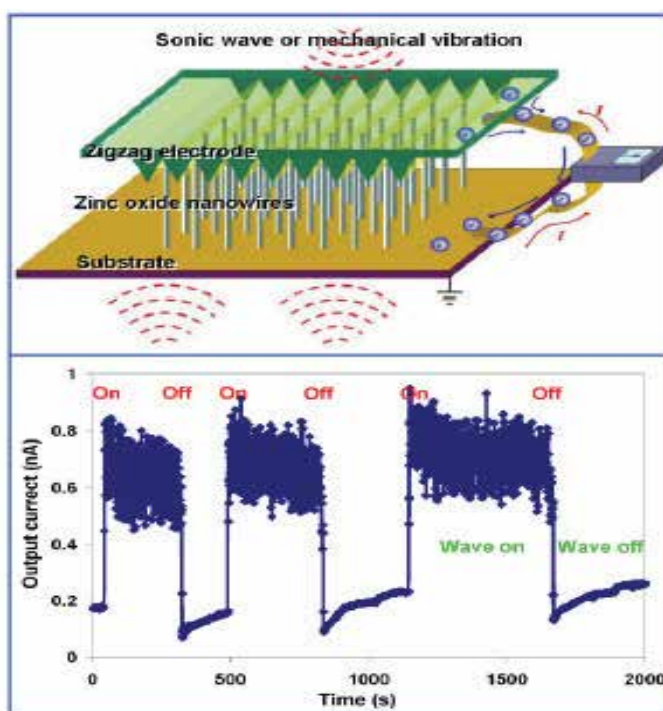 Sonic wave or mechanical vibration
I
Zigzag electrode
Zinc oxide nanowires
I
Substrate
1
On Off On Off On Off
0.8
0.6
Output currect (nA)
Wave on Wave off
0.4
0.2
0
0 500 1000 1500 2000
Time (s)